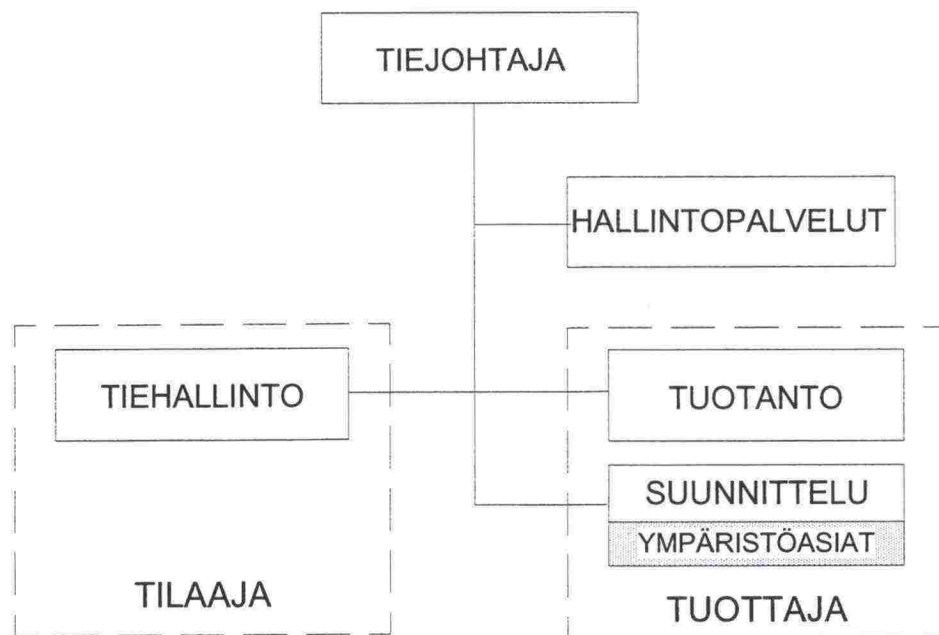 TIEJOHTAJA
HALLINTOPALVELUT
TIEHALLINTO
TUOTANTO
SUUNNITTELU
YMPÄRISTÖASIAT
TILAAJA
TUOTTAJA